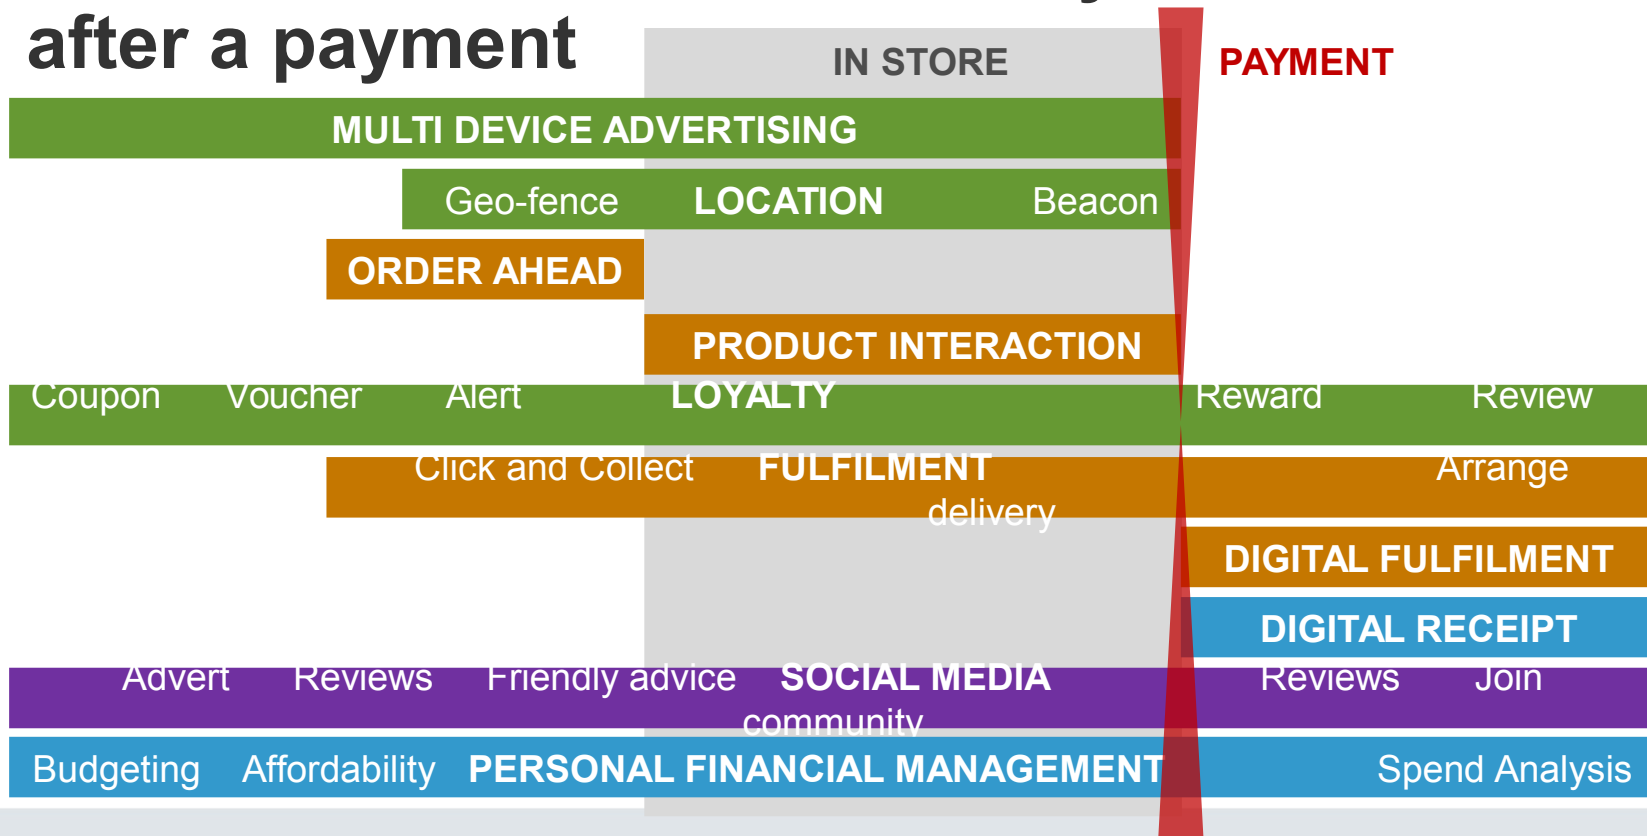 after a payment
IN STORE
PAYMENT
MULTI DEVICE ADVERTISING
Geo-fence LOCATION Beacon
ORDER AHEAD
PRODUCT INTERACTION
Coupon Voucher Alert LOYALTY Reward Review
Click and Collect FULFILMENT Arrange
delivery
DIGITAL FULFILMENT
DIGITAL RECEIPT
Advert Reviews Friendly advice SOCIAL MEDIA Reviews Join
community
Budgeting Affordability PERSONAL FINANCIAL MANAGEMENT Spend Analysis